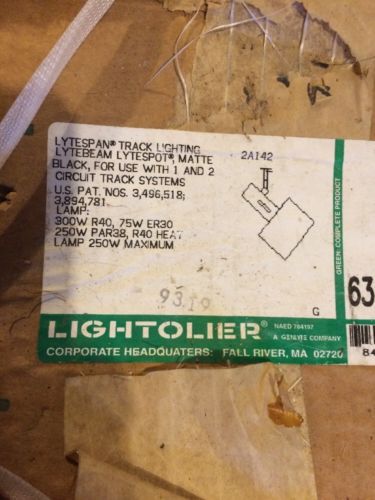 LYTESPAN® TRACK LIGHTING
LYTEBEAM LYTESPOT®, MATTE
BLACK, FOR USE WITH 1 AND 2
CIRCUIT TRACK SYSTEMS
U.S. PAT. NOS. 3,496,518;
3,894,781
LAMP:
300W R40, 75W ER30
250W PAR38, R40 HEAT
LAMP 250W MAXIMUM
2A142
GREEN: COMPLETE PRODUCT
63
9319
G
LIGHTOLIER®
NAED 784197
A GENLYTE COMPANY
CORPORATE HEADQUATERS: FALL RIVER, MA 02720
84